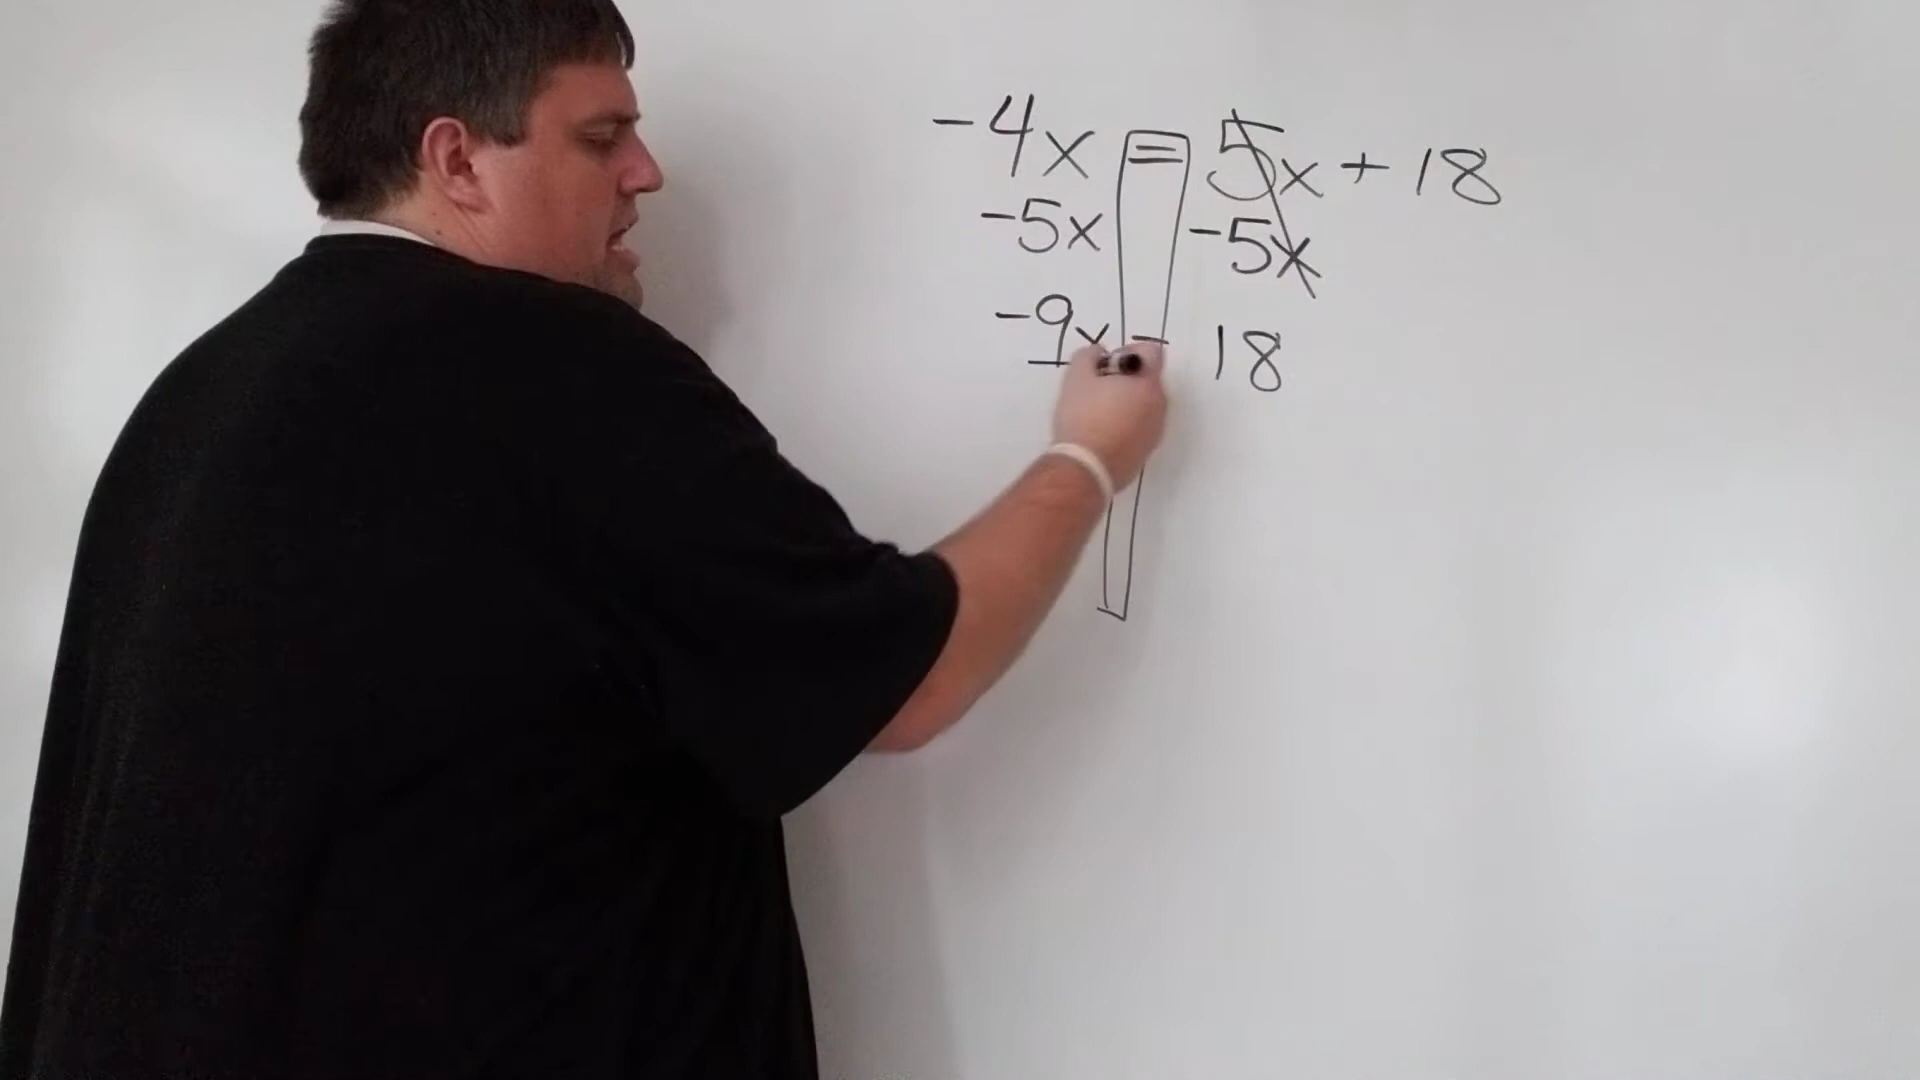 -4x = 5x + 18
-5x -5x
-9x = 18